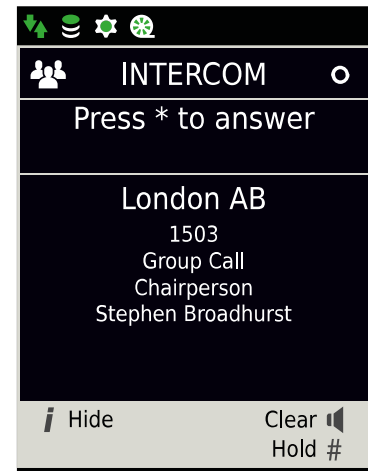 INTERCOM
Press * to answer
London AB
1503
Group Call
Chairperson
Stephen Broadhurst
i Hide
Clear
Hold #